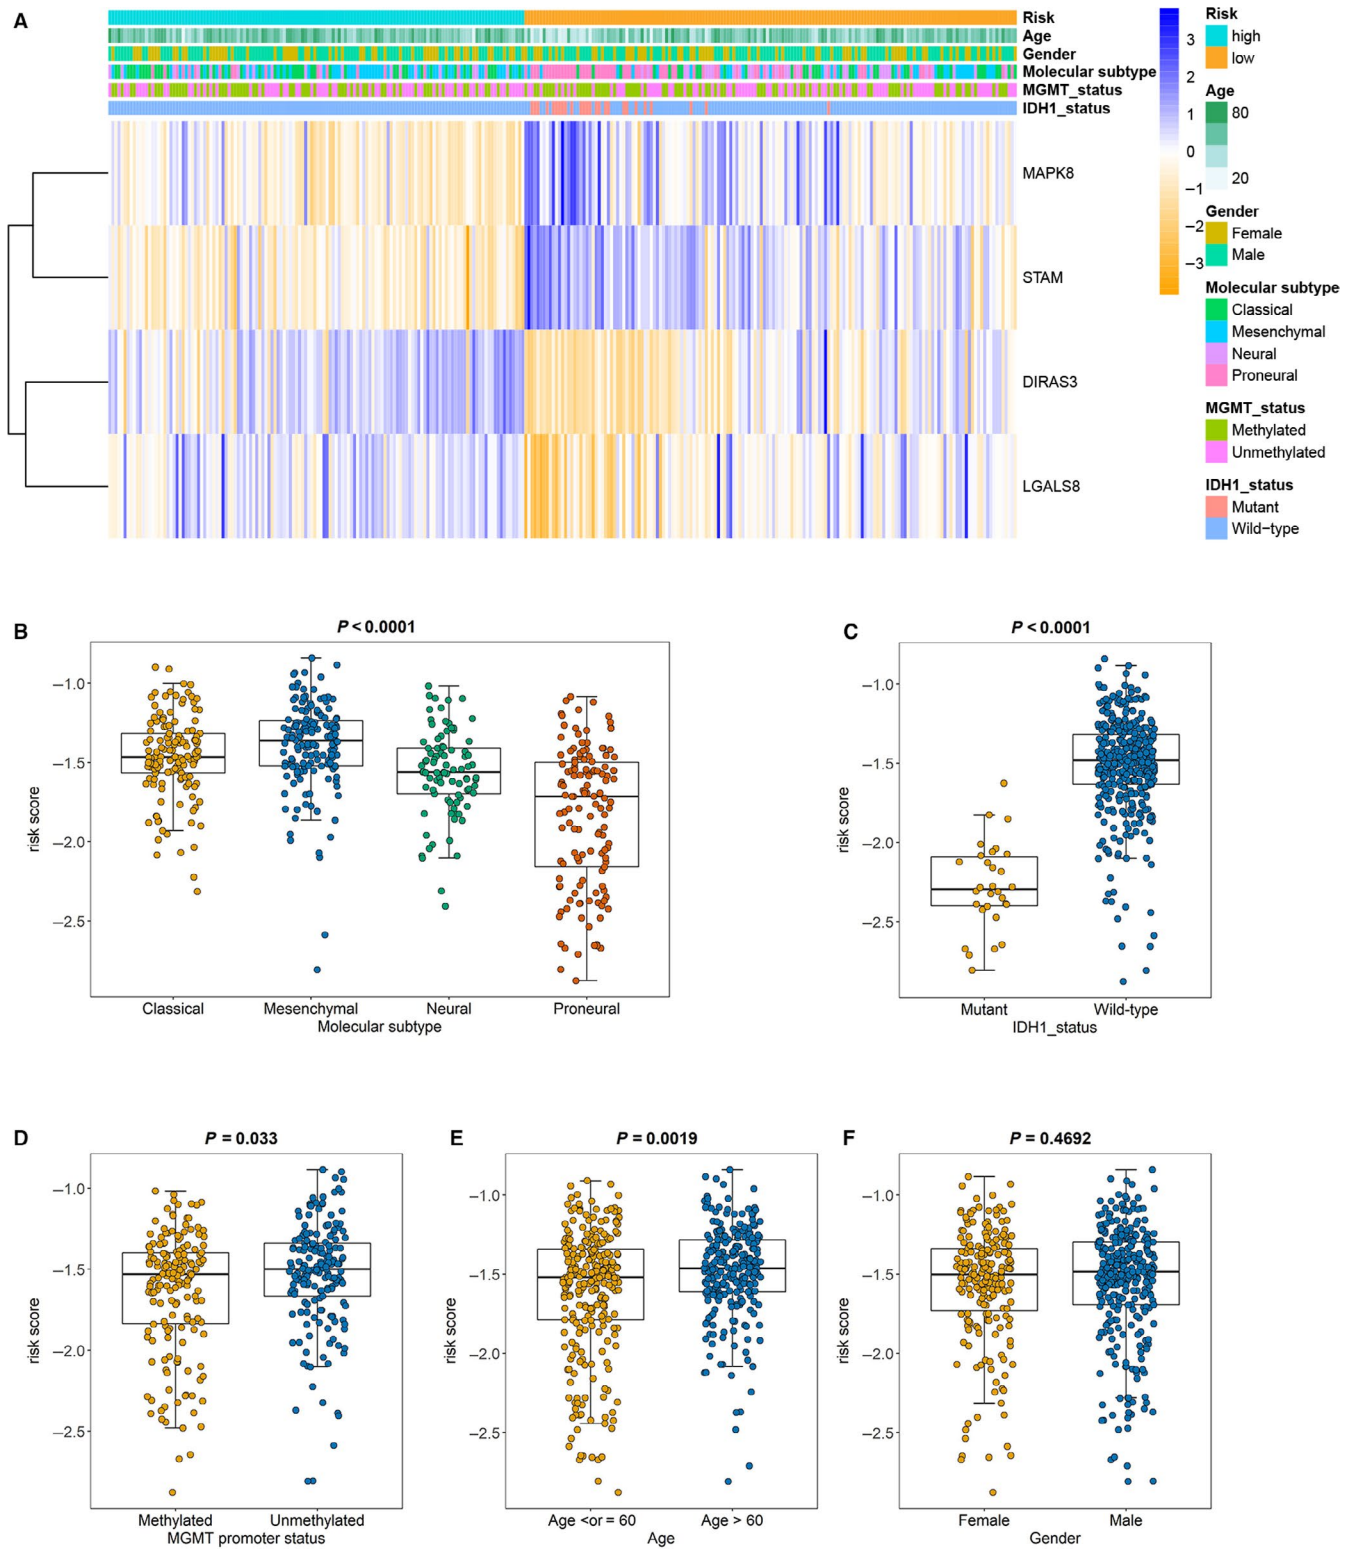 A
Risk
Age
Gender
Molecular subtype
MGMT_status
IDH1_status
MAPK8
STAM
DIRAS3
LGALS8
3
2
1
0
−1
−2
−3
Risk
high
low
Age
80
20
Gender
Female
Male
Molecular subtype
Classical
Mesenchymal
Neural
Proneural
MGMT_status
Methylated
Unmethylated
IDH1_status
Mutant
Wild−type
B
P < 0.0001
risk score
−1.0
−1.5
−2.0
−2.5
Classical Mesenchymal Neural Proneural
Molecular subtype
C
P < 0.0001
risk score
−1.0
−1.5
−2.0
−2.5
Mutant Wild-type
IDH1_status
D
P = 0.033
risk score
−1.0
−1.5
−2.0
−2.5
Methylated Unmethylated
MGMT promoter status
E
P = 0.0019
risk score
−1.0
−1.5
−2.0
−2.5
Age <or = 60 Age > 60
Age
F
P = 0.4692
risk score
−1.0
−1.5
−2.0
−2.5
Female Male
Gender